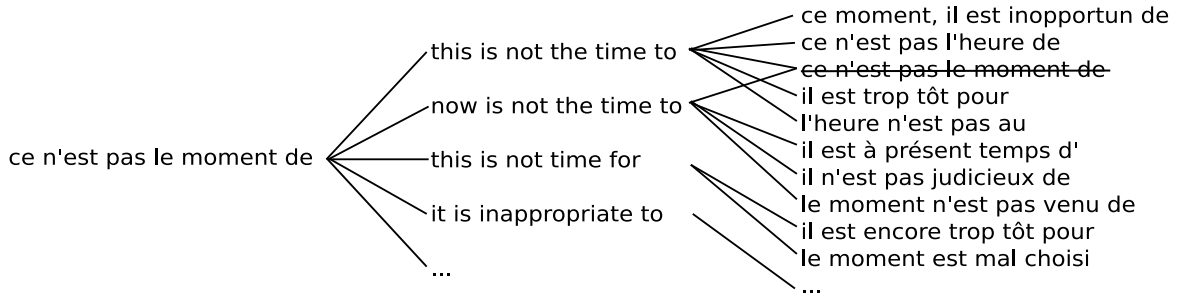 ce n'est pas le moment de
this is not the time to
now is not the time to
this is not time for
it is inappropriate to
...
ce moment, il est inopportun de
ce n'est pas l'heure de
ce n'est pas le moment de
il est trop tôt pour
l'heure n'est pas au
il est à présent temps d'
il n'est pas judicieux de
le moment n'est pas venu de
il est encore trop tôt pour
le moment est mal choisi
...